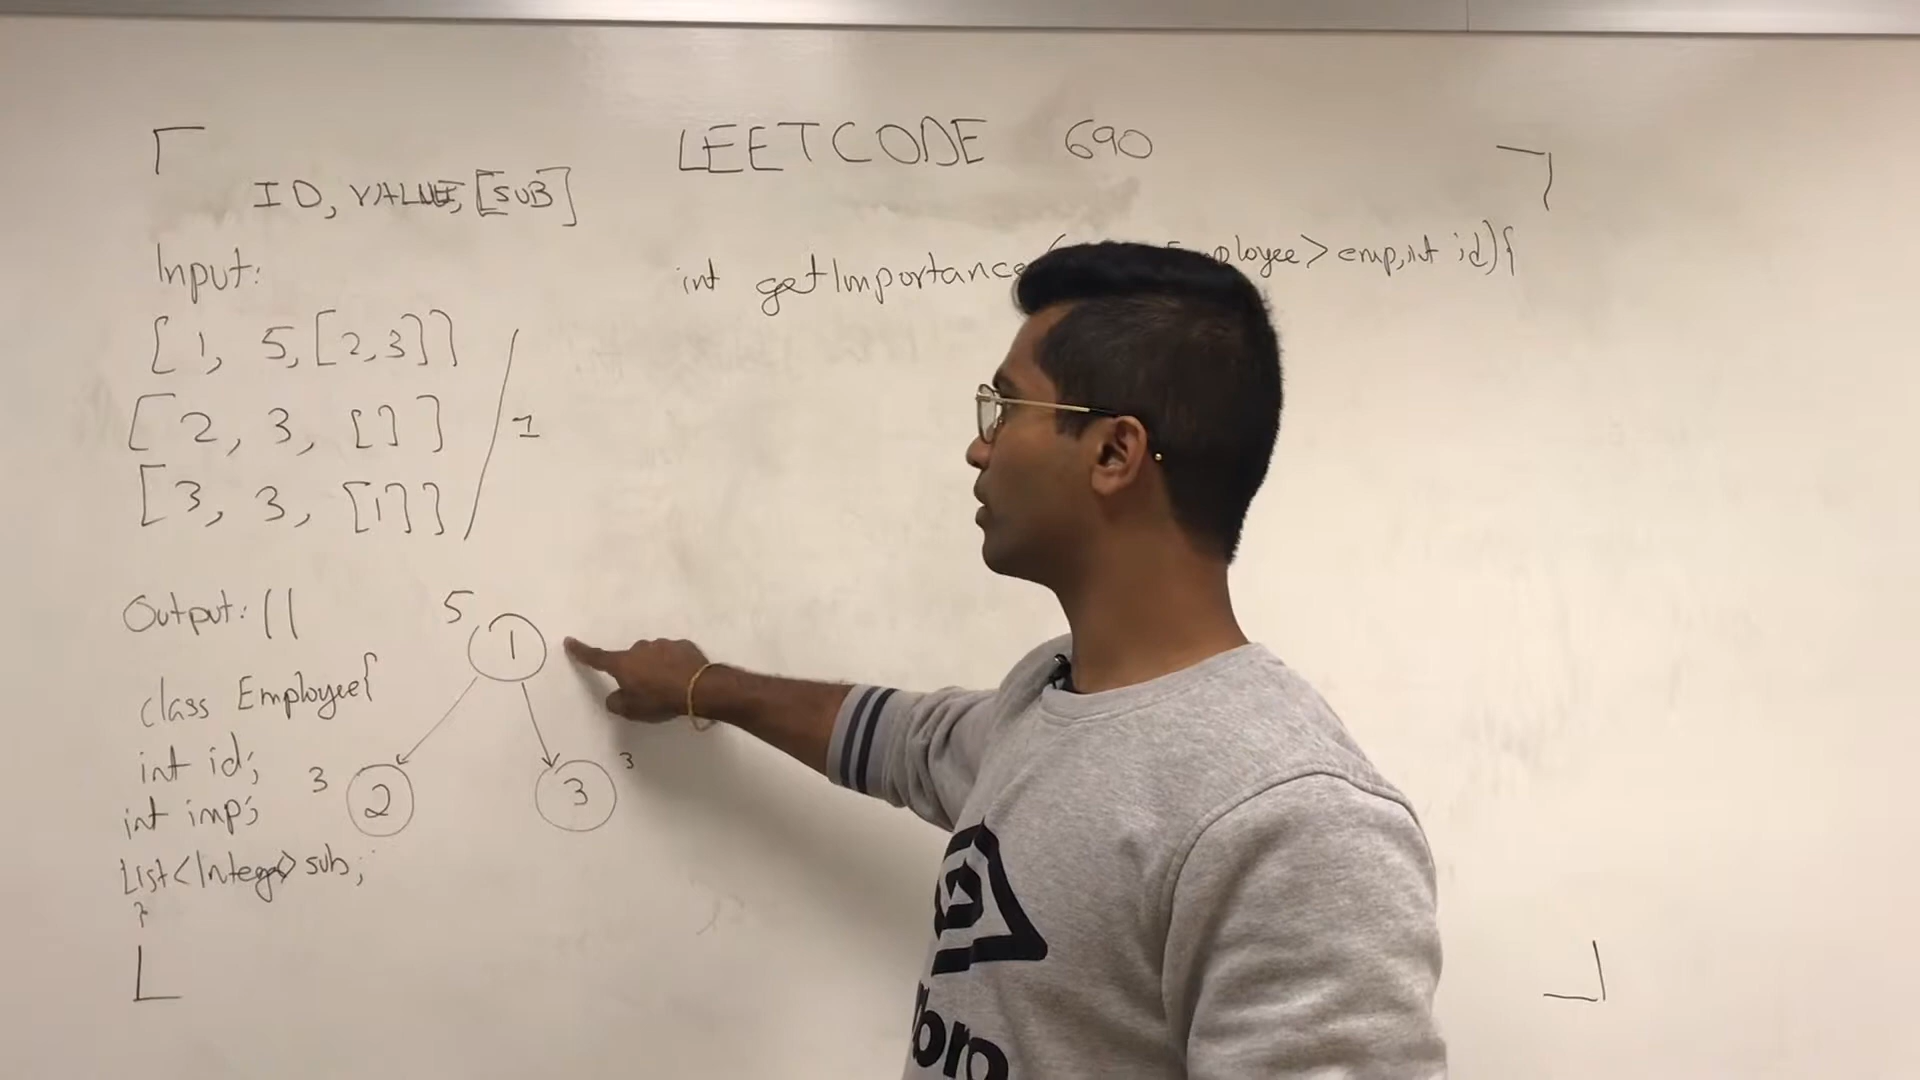 LEETCODE 690
ID, VALUE, [SUB]
Input:
[1, 5, [2,3]]
[2, 3, []]
[3, 3, [1]]
/ 1
Output: 11
class Employee{
int id;
int imp;
List<Integer> sub;
}
5
1
3
2
3
3
int getImportance( ployee> emp, int id){
bro